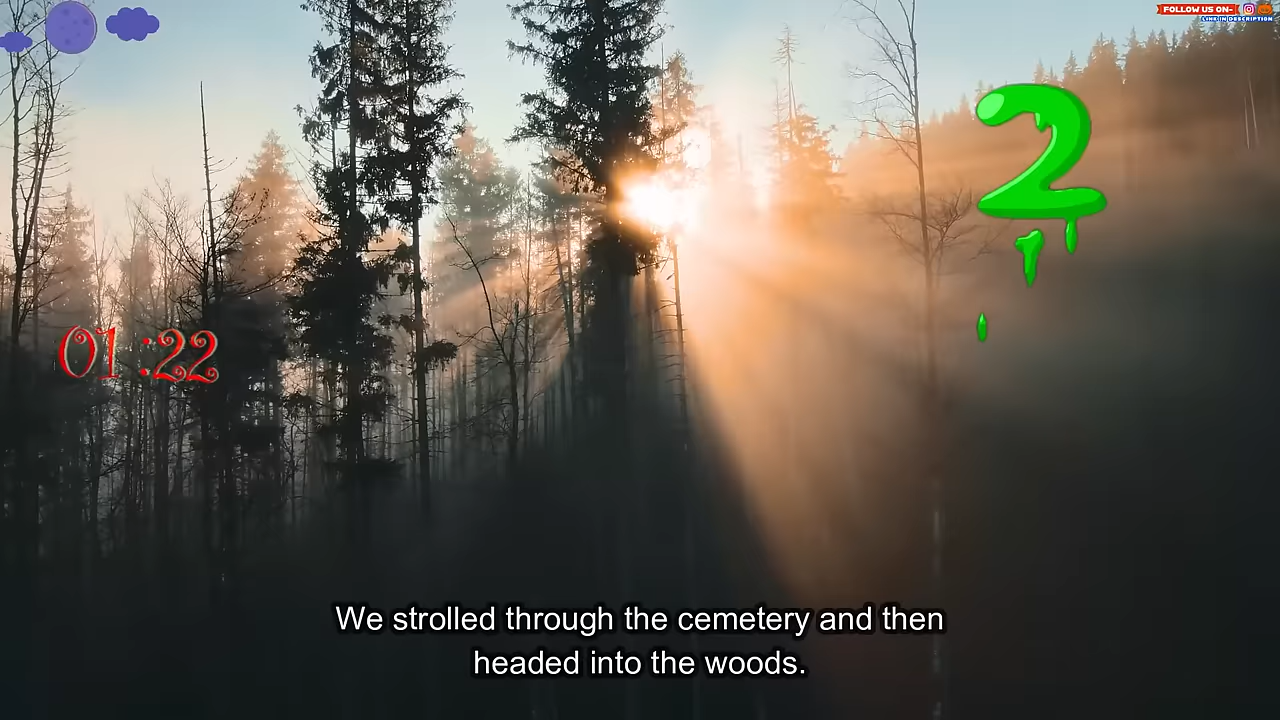 FOLLOW US ON-
LINK IN DESCRIPTION
2
01:22
We strolled through the cemetery and then
headed into the woods.